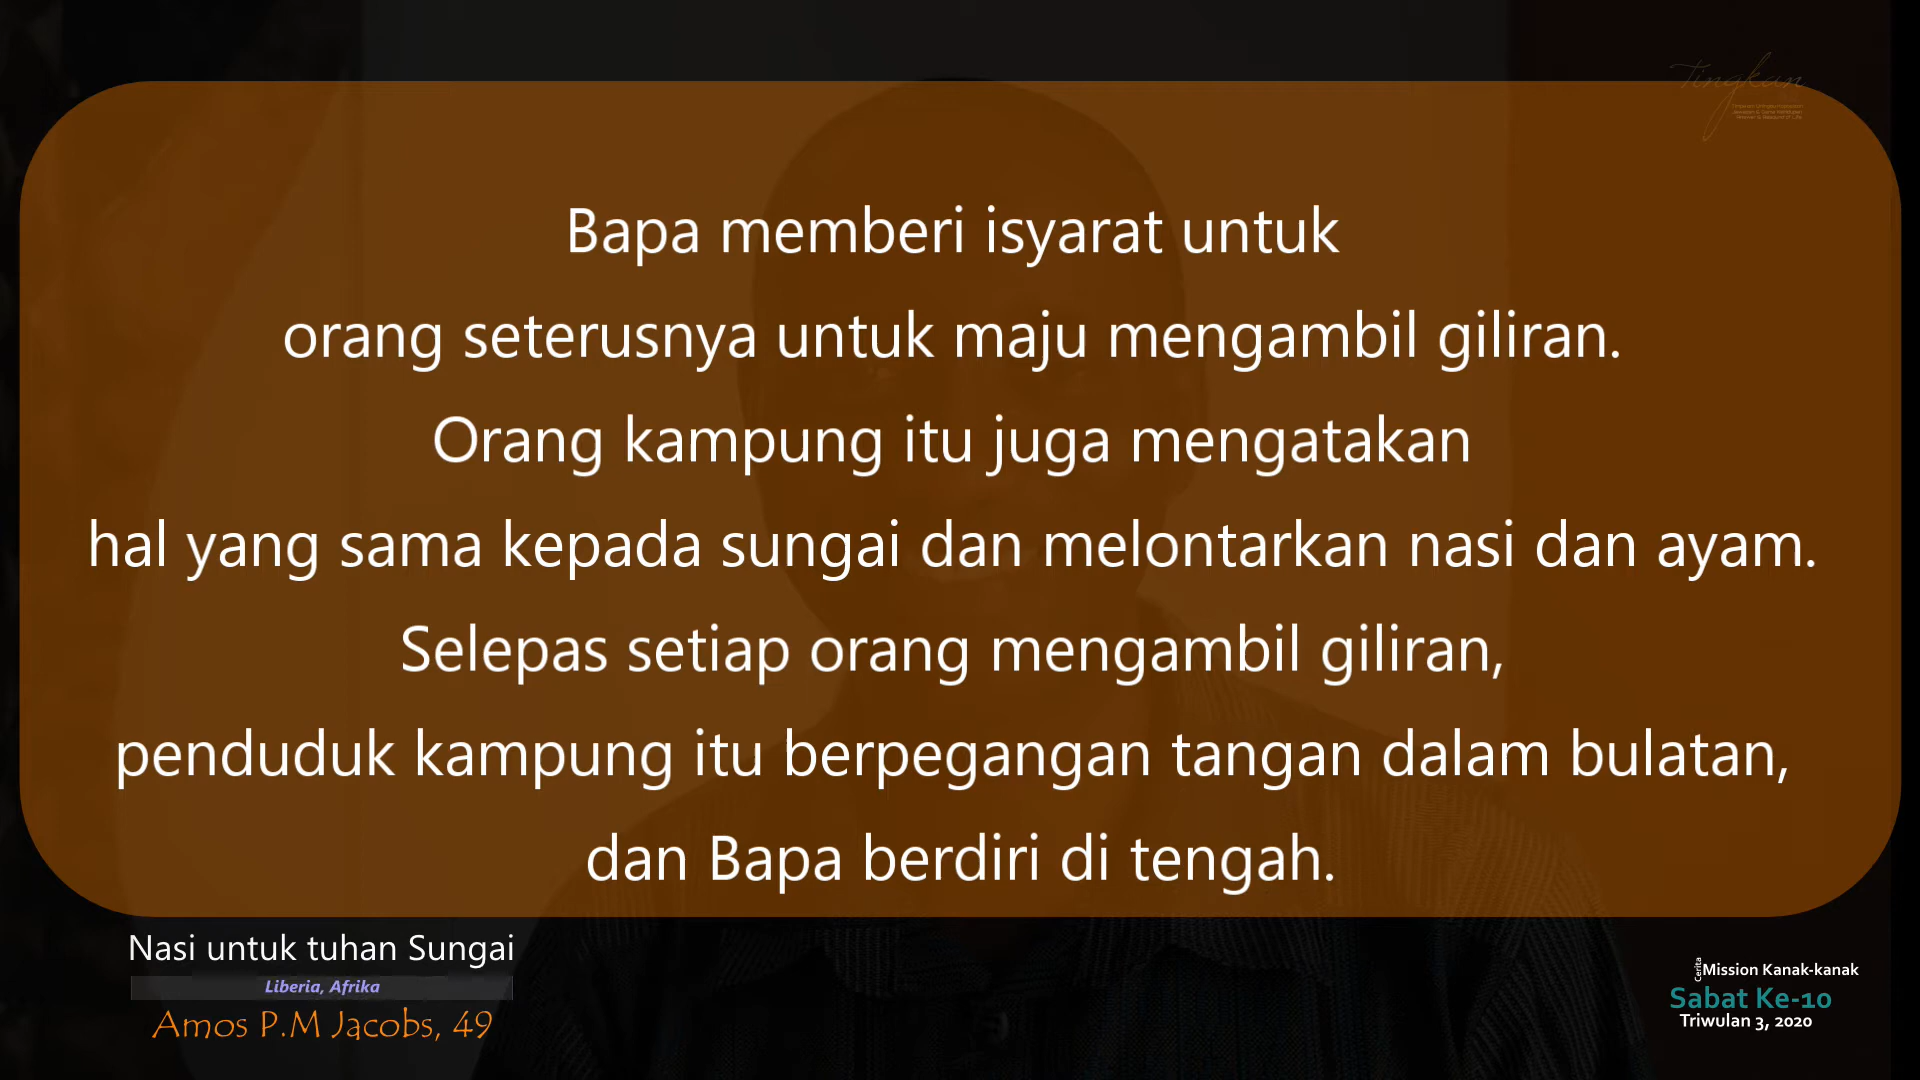 Tingkan
Bapa memberi isyarat untuk
orang seterusnya untuk maju mengambil giliran.
Orang kampung itu juga mengatakan
hal yang sama kepada sungai dan melontarkan nasi dan ayam.
Selepas setiap orang mengambil giliran,
penduduk kampung itu berpegangan tangan dalam bulatan,
dan Bapa berdiri di tengah.
Nasi untuk tuhan Sungai
Liberia, Afrika
Amos P.M Jacobs, 49
Cerita
Mission Kanak-kanak
Sabat Ke-10
Triwulan 3, 2020